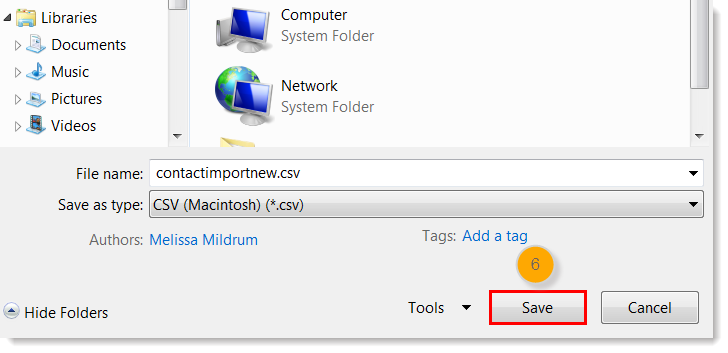 Libraries
Documents
Music
Pictures
Videos
Computer
System Folder
Network
System Folder
File name: contactimportnew.csv
Save as type: CSV (Macintosh) (*.csv)
Authors: Melissa Mildrum
Tags: Add a tag
6
Hide Folders
Tools
Save
Cancel